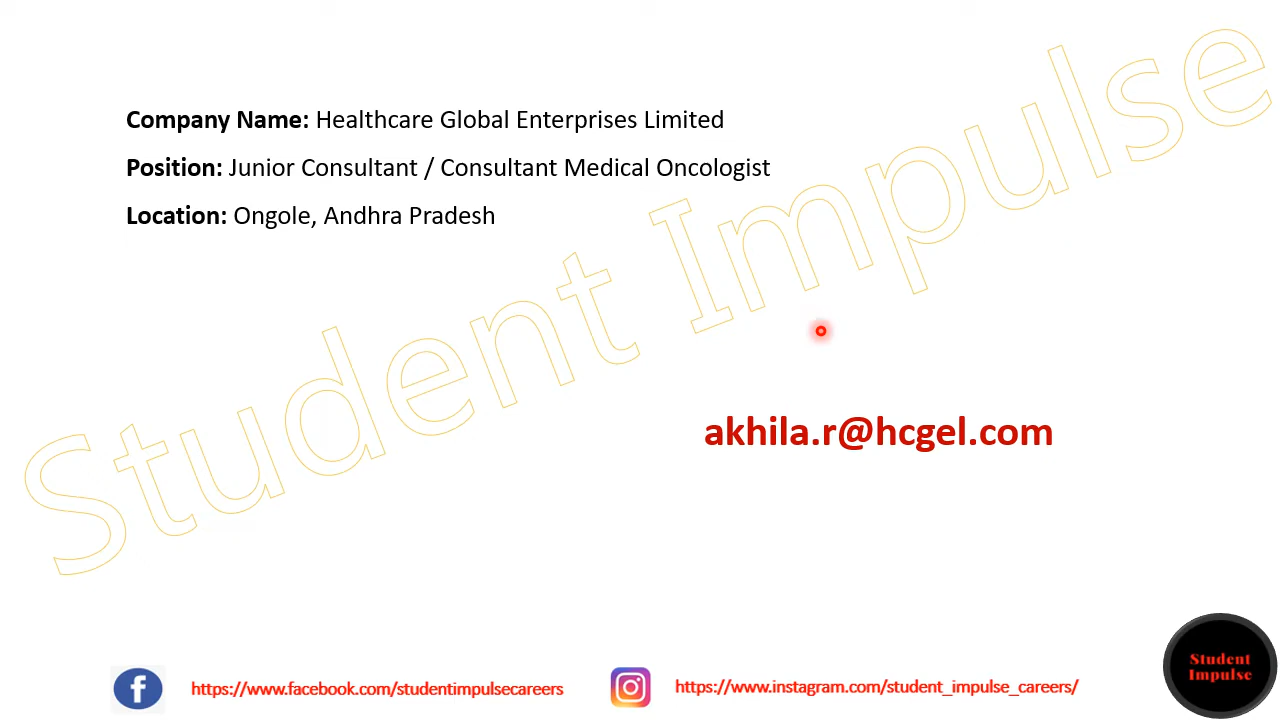 Company Name: Healthcare Global Enterprises Limited
Position: Junior Consultant / Consultant Medical Oncologist
Location: Ongole, Andhra Pradesh
Student Impulse
akhila.r@hcgel.com
https://www.facebook.com/studentimpulsecareers
https://www.instagram.com/student_impulse_careers/
Student
Impulse